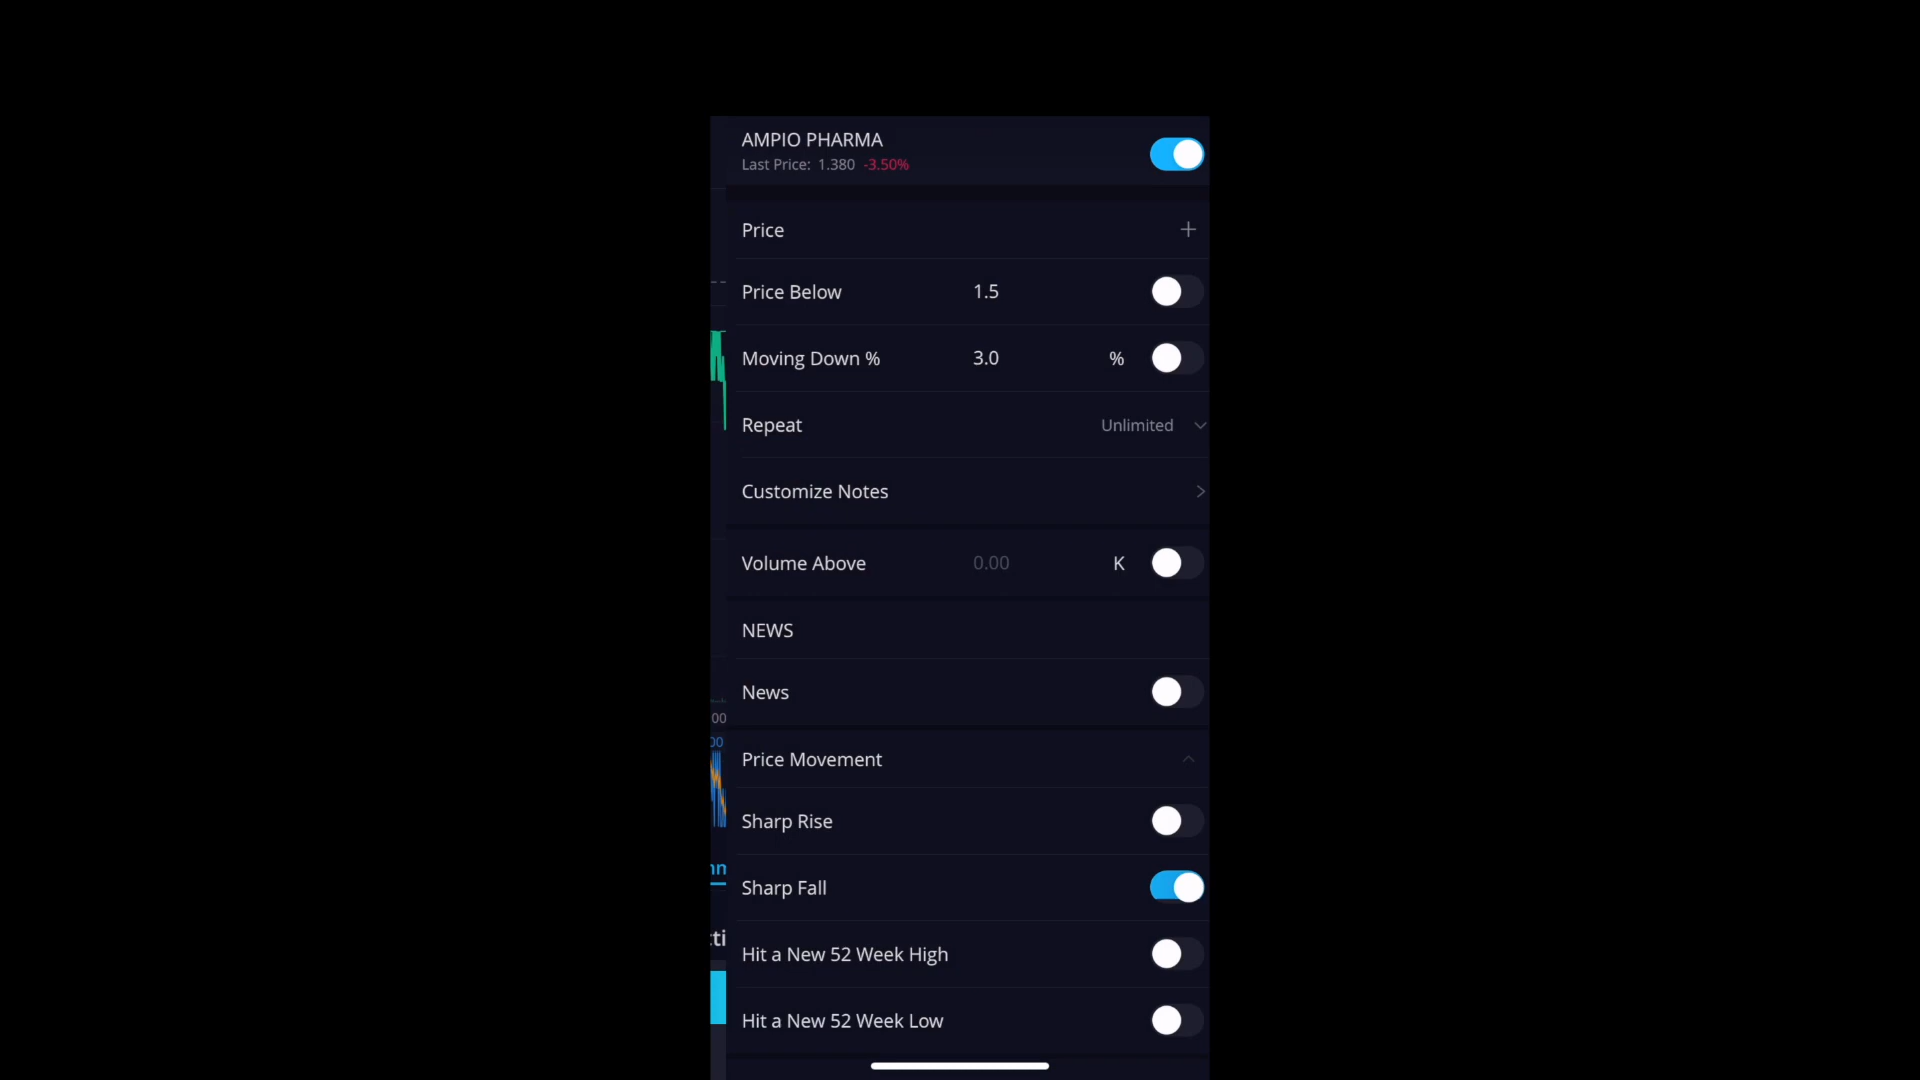 AMPIO PHARMA
Last Price: 1.380 -3.50%
Price
Price Below 1.5
Moving Down % 3.0 %
Repeat Unlimited
Customize Notes
Volume Above 0.00 K
NEWS
News
00
00
Price Movement
Sharp Rise
Sharp Fall
Hit a New 52 Week High
Hit a New 52 Week Low